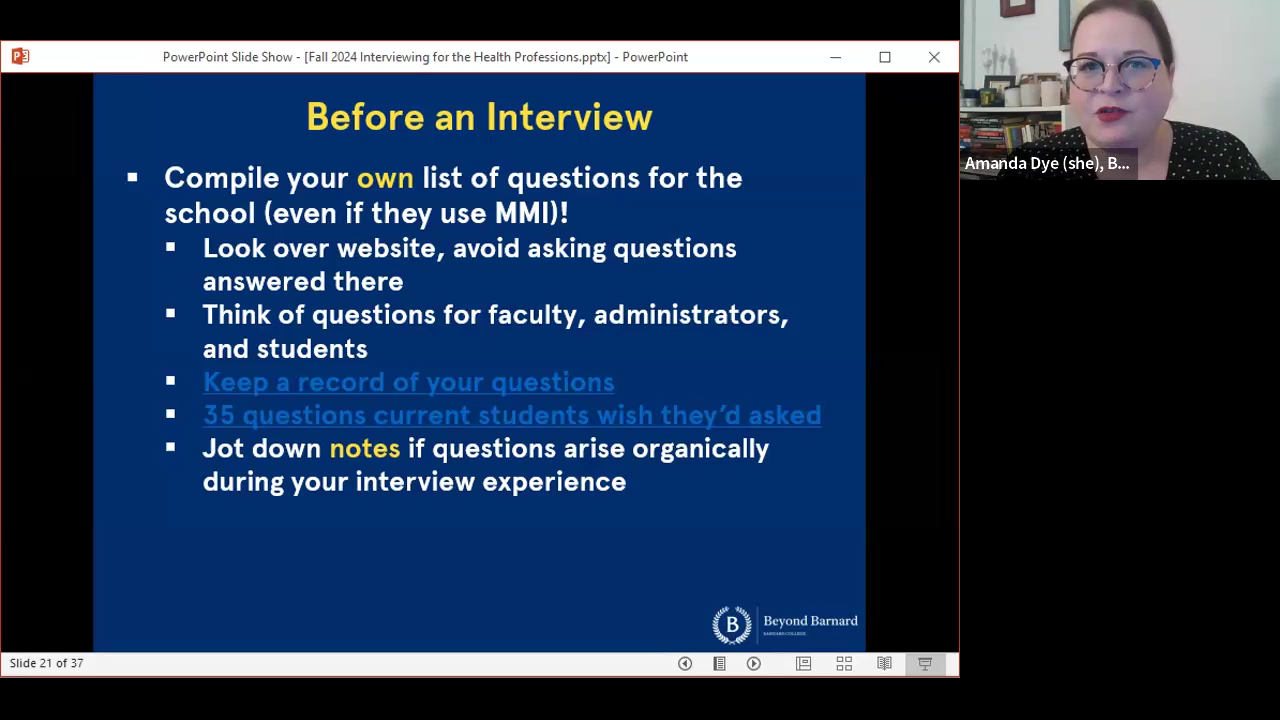 PowerPoint Slide Show - [Fall 2024 Interviewing for the Health Professions.pptx] - PowerPoint
Before an Interview
Compile your own list of questions for the
school (even if they use MMI)!
Look over website, avoid asking questions
answered there
Think of questions for faculty, administrators,
and students
Keep a record of your questions
35 questions current students wish they'd asked
Jot down notes if questions arise organically
during your interview experience
B
Beyond Barnard
BARNARD COLLEGE
Slide 21 of 37
Amanda Dye (she), B...